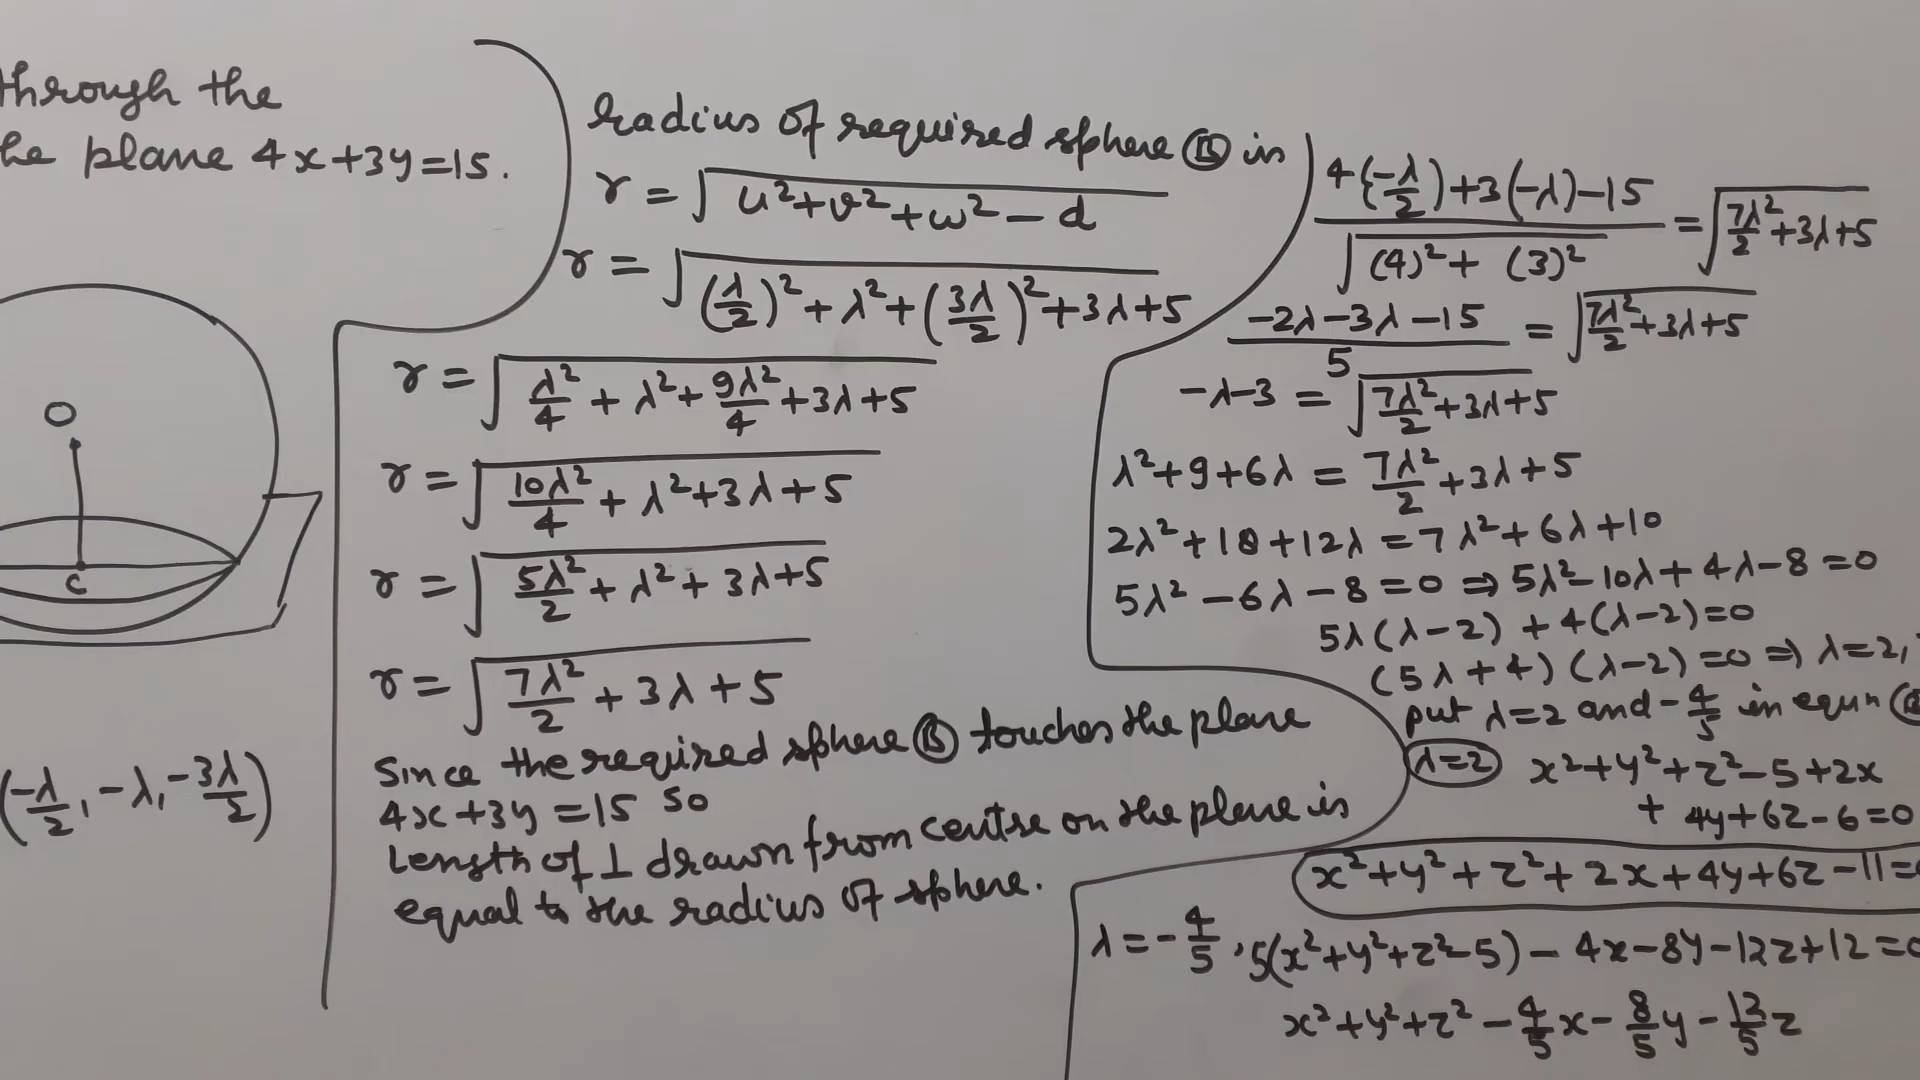 through the
he plane 4x+3y=15.
O
C
(-λ/2, -λ, -3λ/2)
radius of required sphere Ⓑ is
r = √(u²+v²+w²-d)
r = √((λ/2)²+λ²+(3λ/2)²+3λ+5)
r = √(λ²/4+λ²+9λ²/4+3λ+5)
r = √(10λ²/4+λ²+3λ+5)
r = √(5λ²/2+λ²+3λ+5)
r = √(7λ²/2+3λ+5)
Since the required sphere Ⓑ touches the plane
4x+3y=15 so
Length of ⊥ drawn from centre on the plane is
equal to the radius of sphere.
(4(-λ/2)+3(-λ)-15)/√((4)²+(3)²) = √(7λ²/2+3λ+5)
(-2λ-3λ-15)/5 = √(7λ²/2+3λ+5)
-λ-3 = √(7λ²/2+3λ+5)
λ²+9+6λ = 7λ²/2+3λ+5
2λ²+18+12λ = 7λ²+6λ+10
5λ²-6λ-8=0 ⇒ 5λ²-10λ+4λ-8=0
5λ(λ-2)+4(λ-2)=0
(5λ+4)(λ-2)=0 ⇒ λ=2,
put λ=2 and -4/5 in equn
λ=2 x²+y²+z²-5+2x
+4y+6z-6=0
x²+y²+z²+2x+4y+6z-11=0
λ=-4/5, 5(x²+y²+z²-5)-4x-8y-12z+12=0
x²+y²+z²-4/5x-8/5y-12/5z